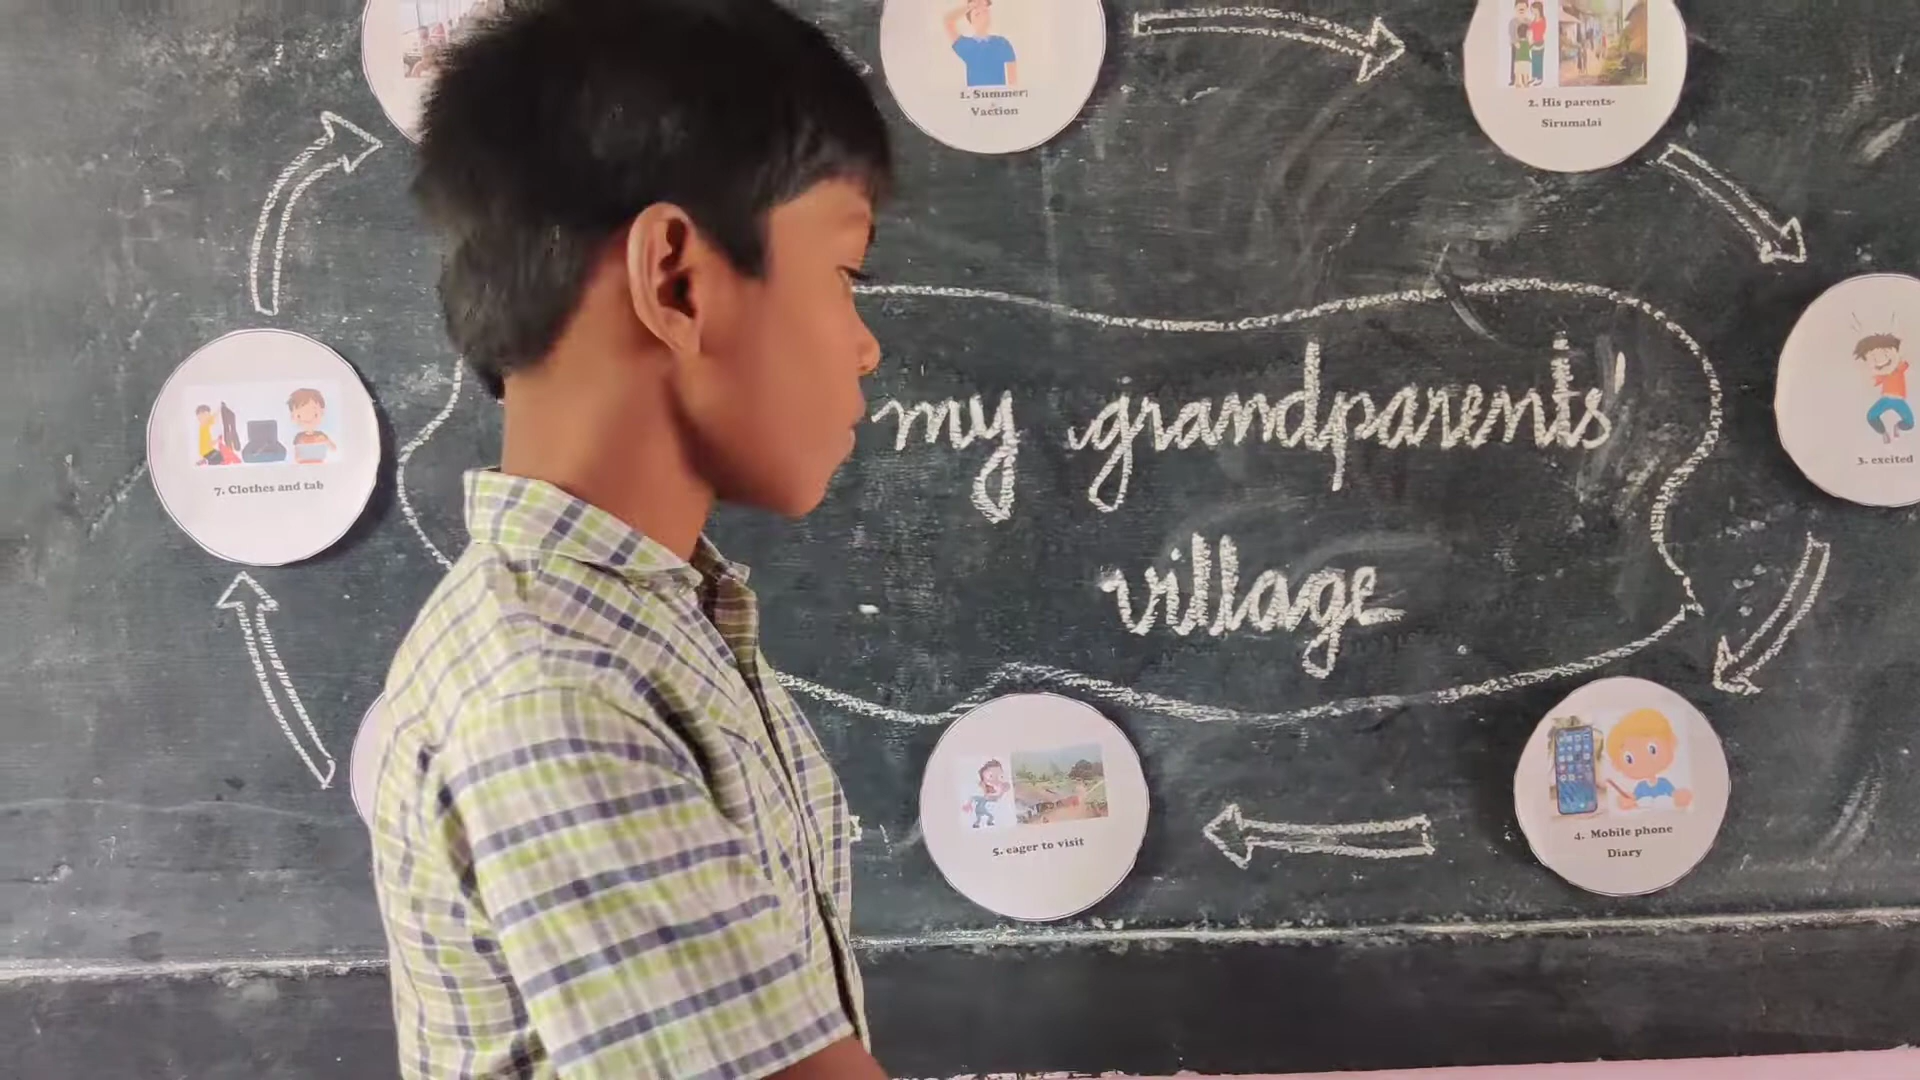 1. Summer;
Vaction
2. His parents-
Sirumalai
3. excited
my grandparents'
village
4. Mobile phone
Diary
5. eager to visit
7. Clothes and tab